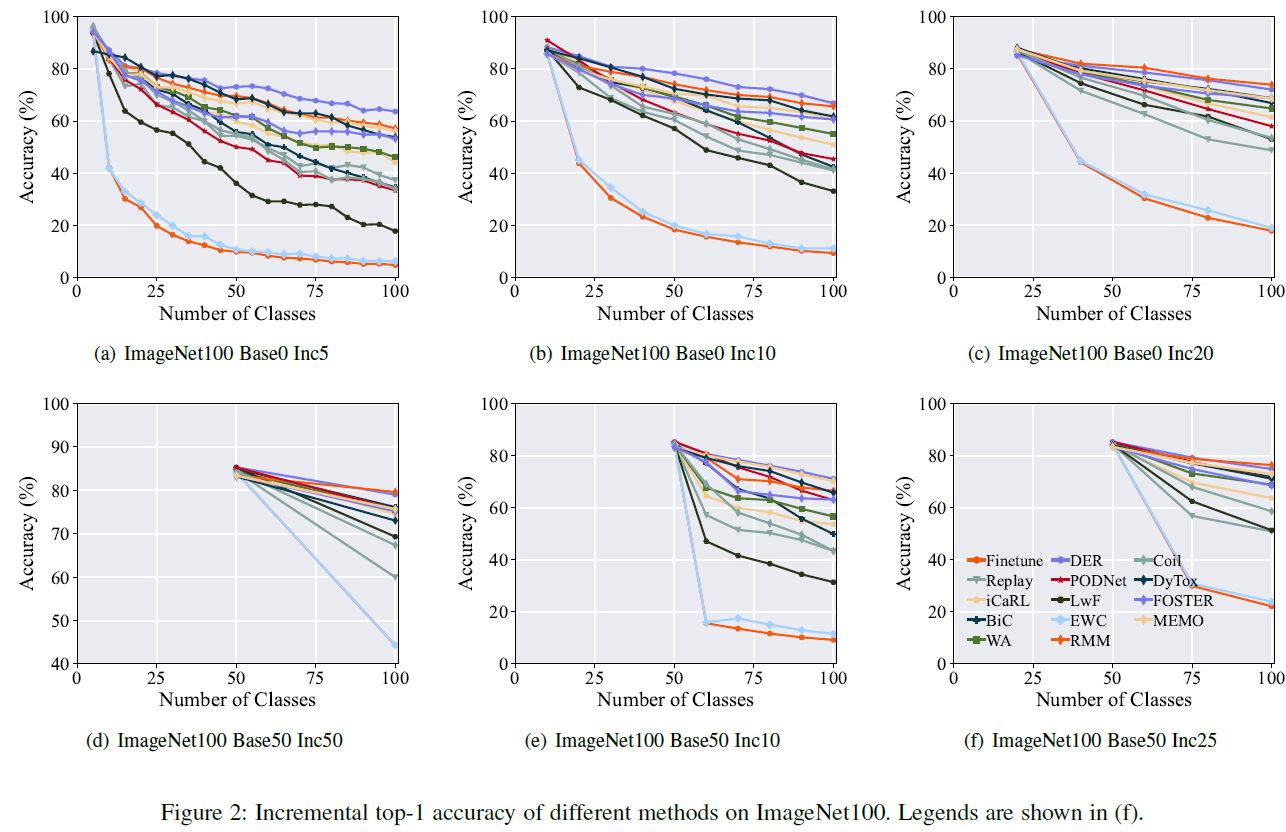 100
80
60
40
20
0
Accuracy (%)
0 25 50 75 100
Number of Classes
(a) ImageNet100 Base0 Inc5
100
80
60
40
20
0
Accuracy (%)
0 25 50 75 100
Number of Classes
(b) ImageNet100 Base0 Inc10
100
80
60
40
20
0
Accuracy (%)
0 25 50 75 100
Number of Classes
(c) ImageNet100 Base0 Inc20
100
90
80
70
60
50
40
Accuracy (%)
0 25 50 75 100
Number of Classes
(d) ImageNet100 Base50 Inc50
100
80
60
40
20
0
Accuracy (%)
0 25 50 75 100
Number of Classes
(e) ImageNet100 Base50 Inc10
100
80
60
40
20
0
Accuracy (%)
Finetune DER Coil
Replay PODNet DyTox
iCaRL LwF FOSTER
BiC EWC MEMO
WA RMM
0 25 50 75 100
Number of Classes
(f) ImageNet100 Base50 Inc25
Figure 2: Incremental top-1 accuracy of different methods on ImageNet100. Legends are shown in (f).